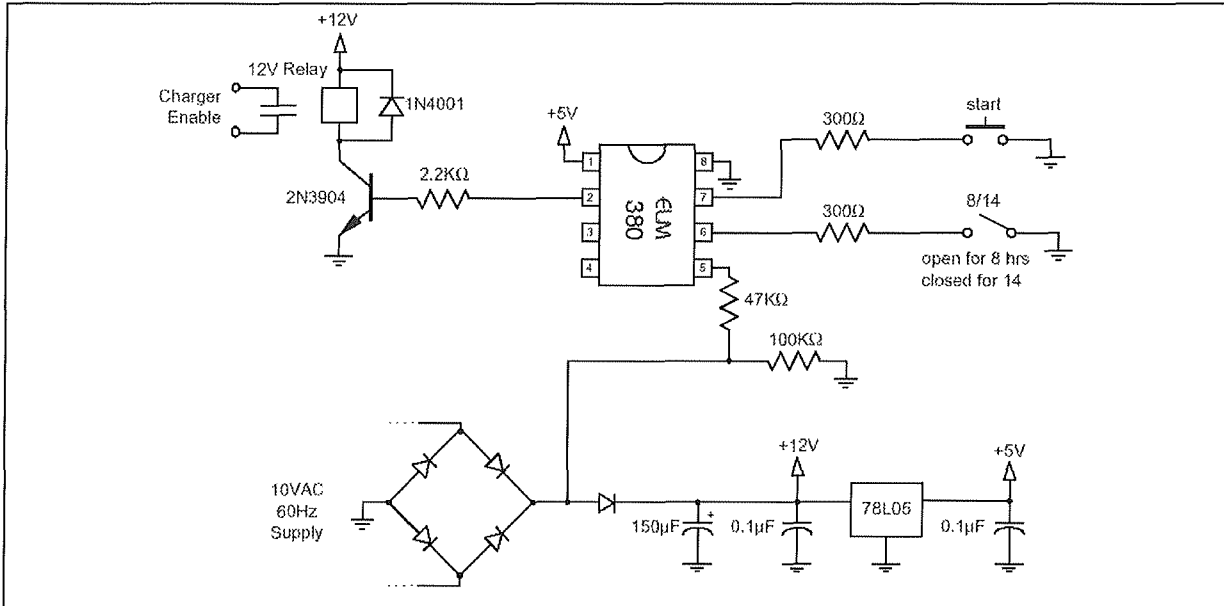 +12V
12V Relay
Charger
Enable
1N4001
2N3904
2.2KΩ
+5V
1
2
3
4
8
7
6
5
ELM
380
300Ω
start
300Ω
8/14
open for 8 hrs
closed for 14
47KΩ
100KΩ
10VAC
60Hz
Supply
150µF
+
+12V
0.1µF
78L05
+5V
0.1µF